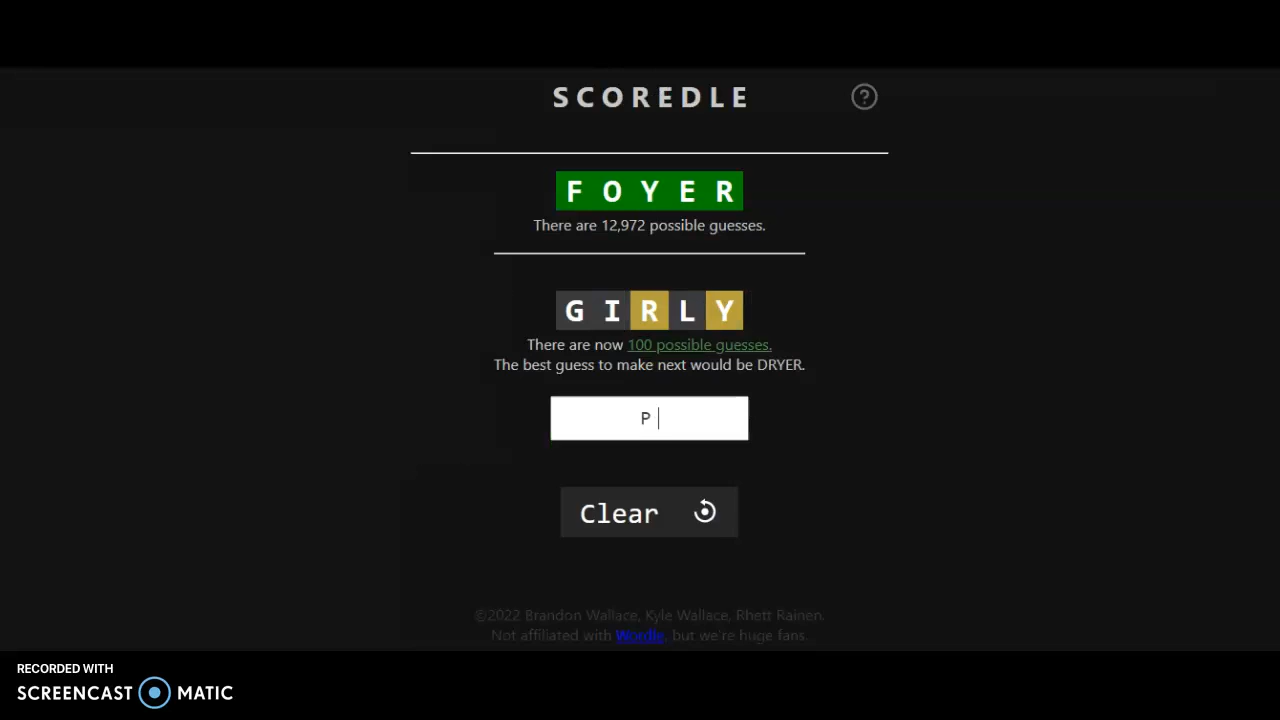 SCOREDLE
?
FOYER
There are 12,972 possible guesses.
GIRLY
There are now 100 possible guesses.
The best guess to make next would be DRYER.
P
Clear
©2022 Brandon Wallace, Kyle Wallace, Rhett Rainen.
Not affiliated with Wordle, but we're huge fans.
RECORDED WITH
SCREENCAST MATIC